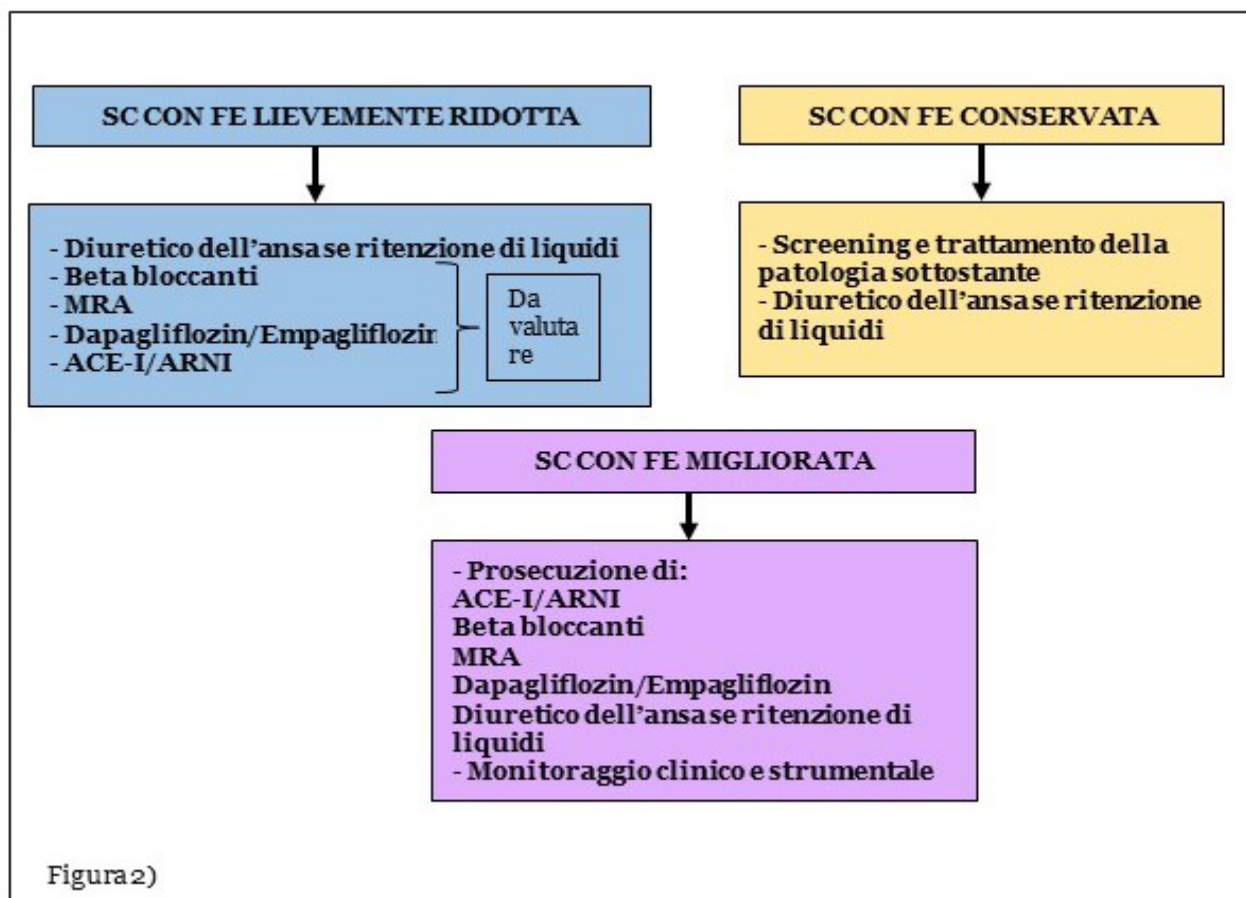 SC CON FE LIEVEMENTE RIDOTTA
- Diuretico dell'ansa se ritenzione di liquidi
- Beta bloccanti
- MRA
- Dapagliflozin/Empagliflozin
- ACE-I/ARNI
Da
valuta
re
SC CON FE CONSERVATA
- Screening e trattamento della
patologia sottostante
- Diuretico dell'ansa se ritenzione
di liquidi
SC CON FE MIGLIORATA
- Prosecuzione di:
ACE-I/ARNI
Beta bloccanti
MRA
Dapagliflozin/Empagliflozin
Diuretico dell'ansa se ritenzione di
liquidi
- Monitoraggio clinico e strumentale
Figura 2)